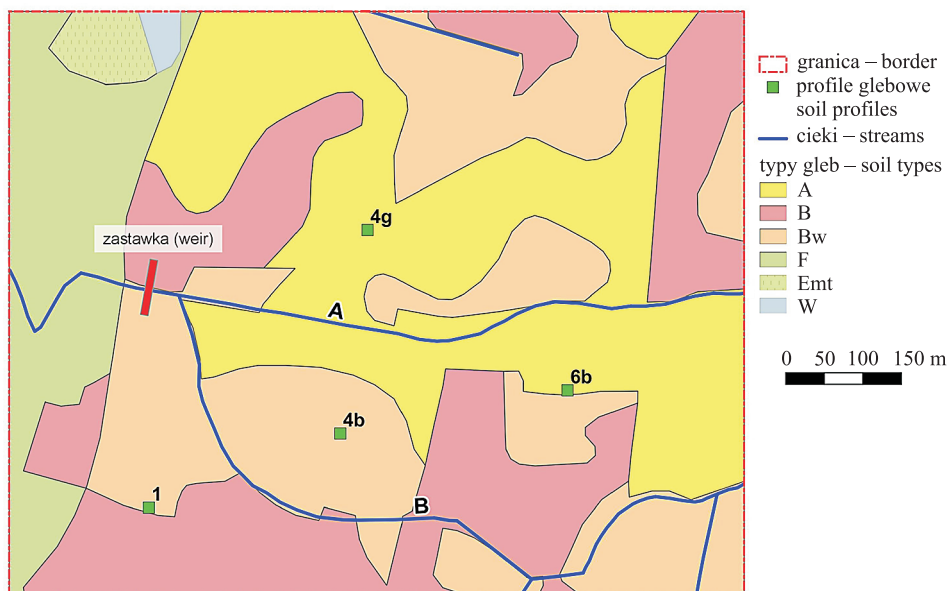 4g
zastawka (weir)
A
6b
4b
1
B
granica – border
profile glebowe
soil profiles
cieki – streams
typy gleb – soil types
A
B
Bw
F
Emt
W
0 50 100 150 m